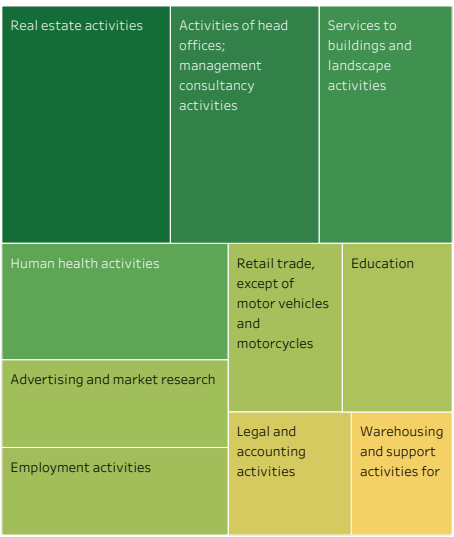 Real estate activities
Activities of head
offices;
management
consultancy
activities
Services to
buildings and
landscape
activities
Human health activities
Retail trade,
except of
motor vehicles
and
motorcycles
Education
Advertising and market research
Employment activities
Legal and
accounting
activities
Warehousing
and support
activities for